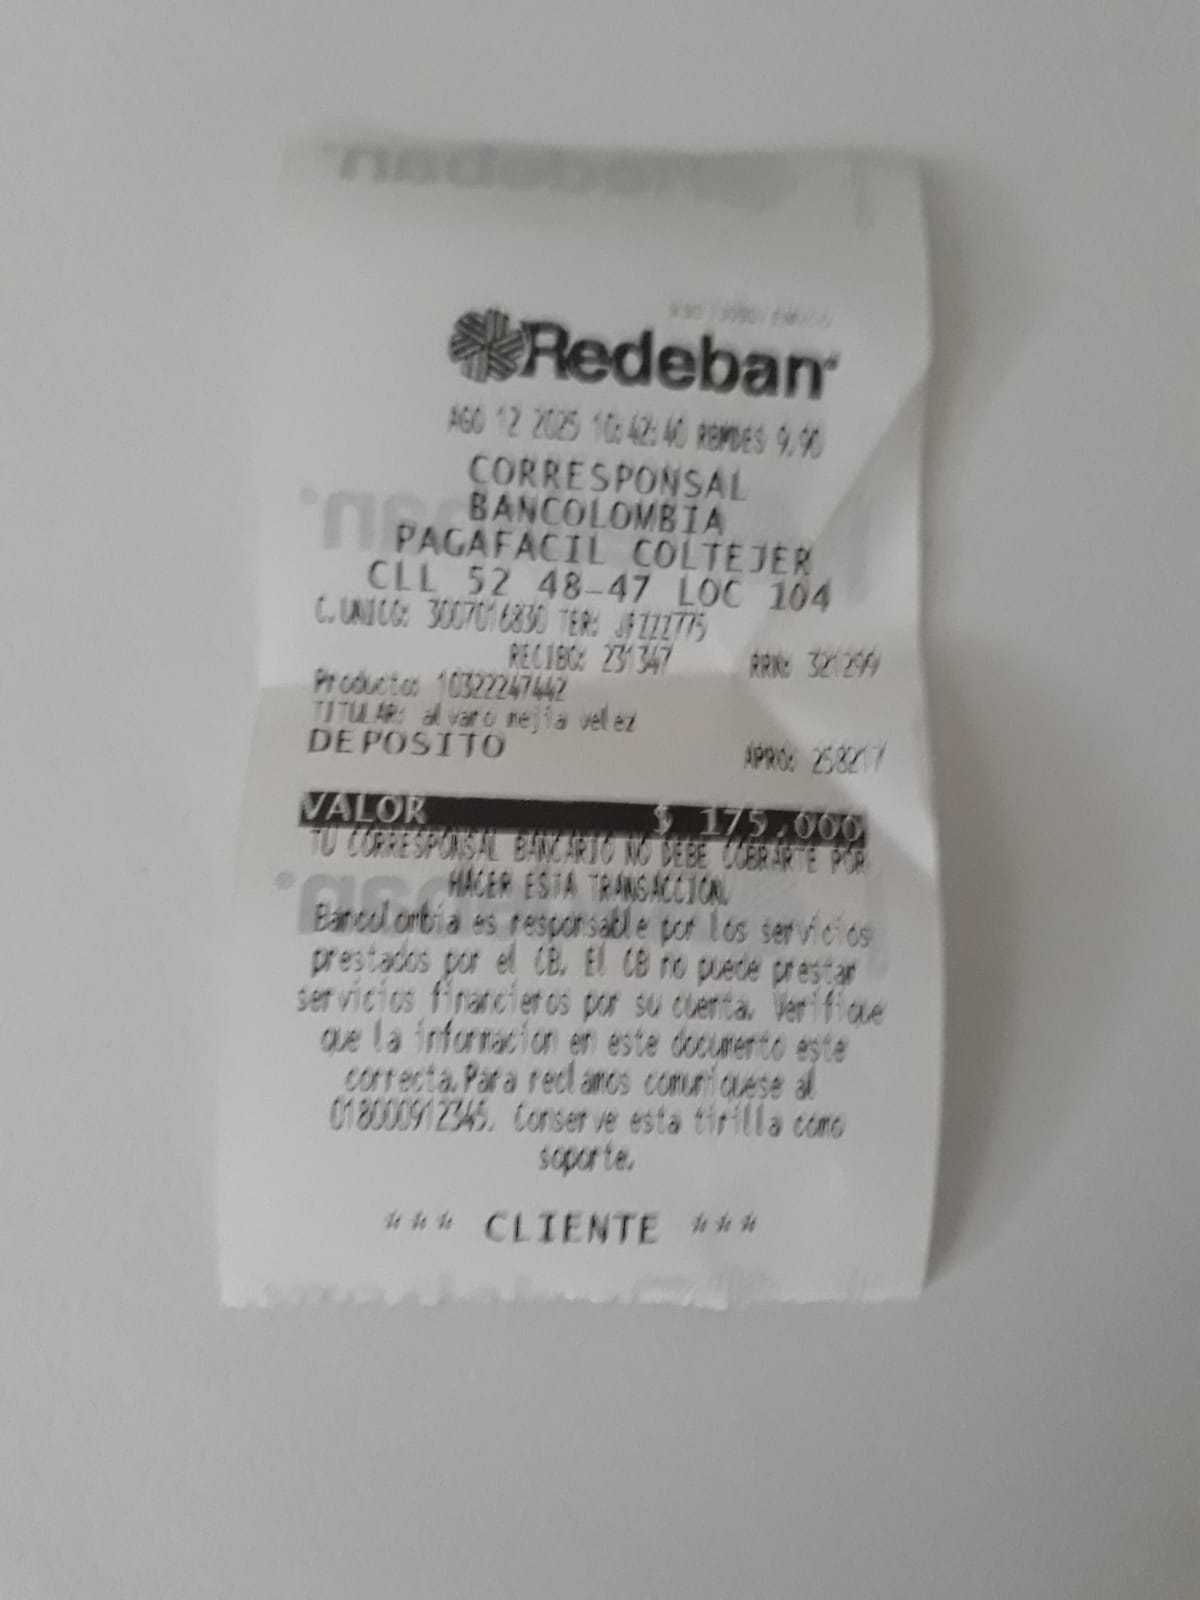 Redeban
AGO 12 2025 10:42:40 RBMDES 9.90
CORRESPONSAL
BANCOLOMBIA
PAGAFACIL COLTEJER
CLL 52 48-47 LOC 104
C.UNICO: 3007016830 TER: JFZZZ775
RECIBO: 231347 RRN: 321299
Producto: 10322247442
TITULAR: alvaro mejia velez
DEPOSITO APRO: 258217
VALOR $ 175.000
TU CORRESPONSAL BANCARIO NO DEBE COBRARTE POR
HACER ESTA TRANSACCION.
Bancolombia es responsable por los servicios
prestados por el CB. El CB no puede prestar
servicios financieros por su cuenta. Verifique
que la informacion en este documento este
correcta.Para reclamos comuniquese al
018000912345. Conserve esta tirilla como
soporte.
*** CLIENTE ***